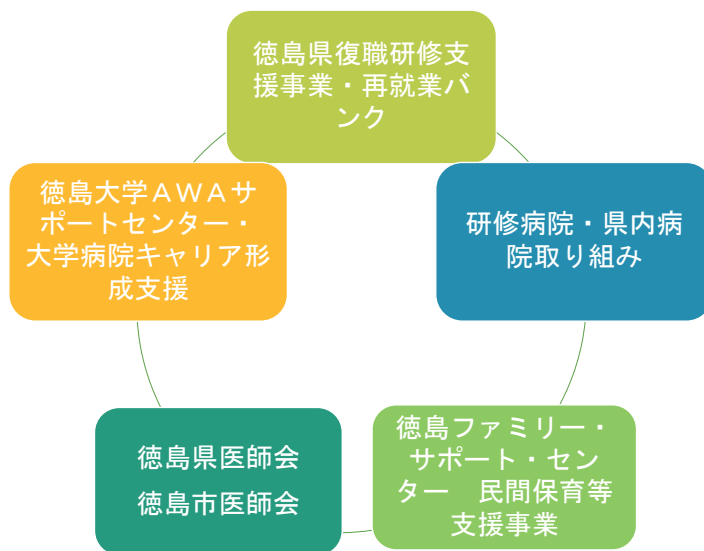 徳島県復職研修支
援事業・再就業バ
ンク
徳島大学ＡＷＡサ
ポートセンター・
大学病院キャリア形
成支援
研修病院・県内病
院取り組み
徳島県医師会
徳島市医師会
徳島ファミリー・
サポート・セン
ター　民間保育等
支援事業